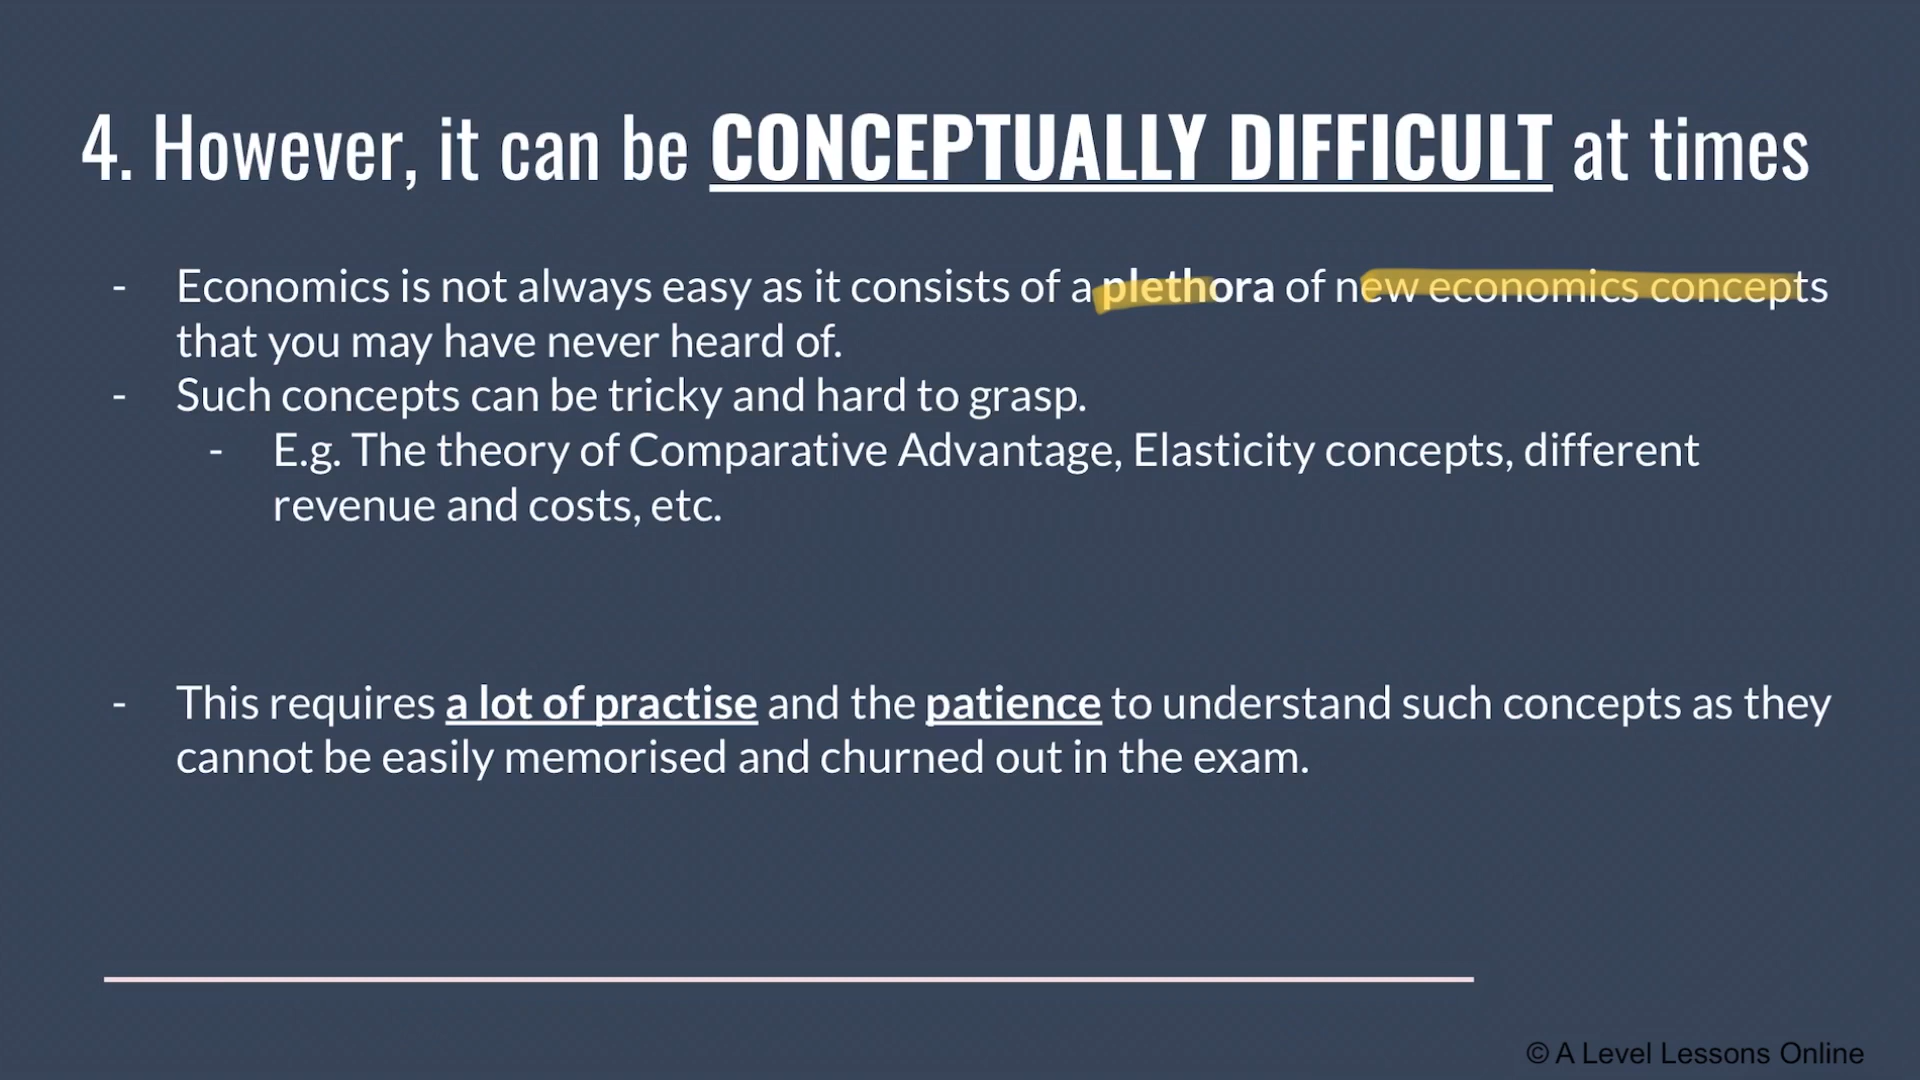 4. However, it can be CONCEPTUALLY DIFFICULT at times
- Economics is not always easy as it consists of a plethora of new economics concepts
that you may have never heard of.
- Such concepts can be tricky and hard to grasp.
- E.g. The theory of Comparative Advantage, Elasticity concepts, different
revenue and costs, etc.
- This requires a lot of practise and the patience to understand such concepts as they
cannot be easily memorised and churned out in the exam.
© A Level Lessons Online